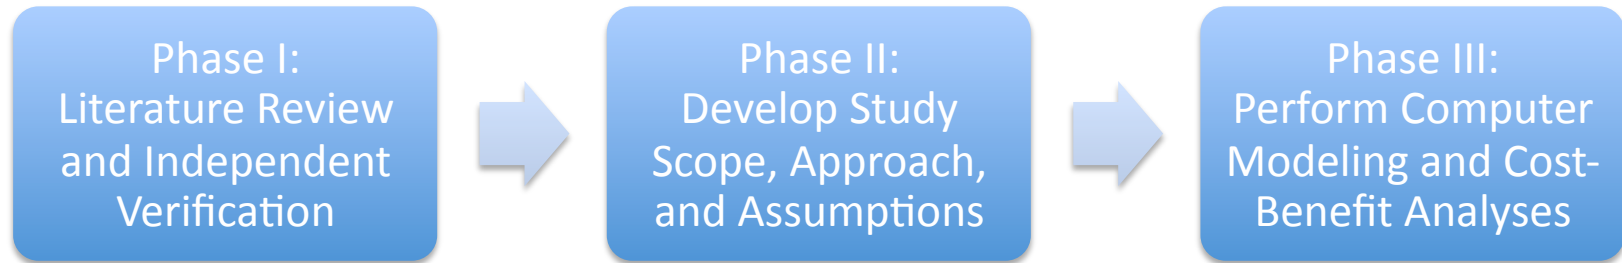 Phase I:
Literature Review
and Independent
Verification
Phase II:
Develop Study
Scope, Approach,
and Assumptions
Phase III:
Perform Computer
Modeling and Cost-
Benefit Analyses